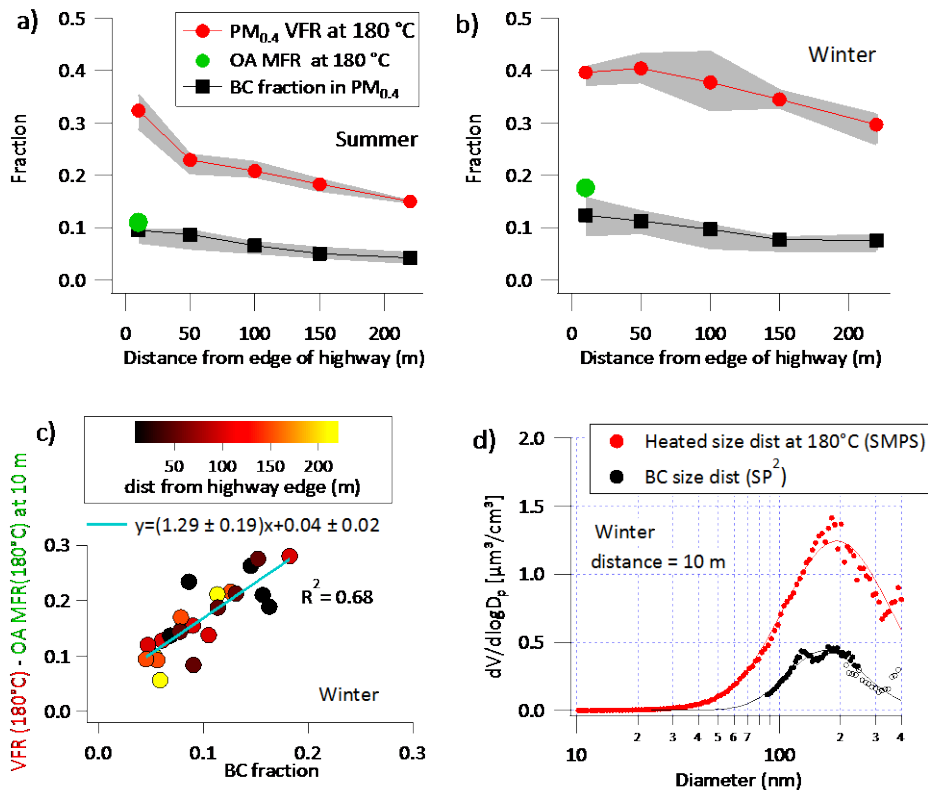 a)
0.5
0.4
0.3
0.2
0.1
0.0
Fraction
PM0.4 VFR at 180 °C
OA MFR at 180 °C
BC fraction in PM0.4
Summer
0 50 100 150 200
Distance from edge of highway (m)
b)
0.5
0.4
0.3
0.2
0.1
0.0
Fraction
Winter
0 50 100 150 200
Distance from edge of highway (m)
c)
50 100 150 200
dist from highway edge (m)
y=(1.29 ± 0.19)x+0.04 ± 0.02
0.3
0.2
0.1
0.0
VFR (180°C) - OA MFR(180°C) at 10 m
R² = 0.68
Winter
0.0 0.1 0.2 0.3
BC fraction
d)
2.0
1.5
1.0
0.5
0.0
dV/dlogDp [µm³/cm³]
Heated size dist at 180°C (SMPS)
BC size dist (SP²)
Winter
distance = 10 m
10 2 3 4 5 6 7 100 2 3 4
Diameter (nm)